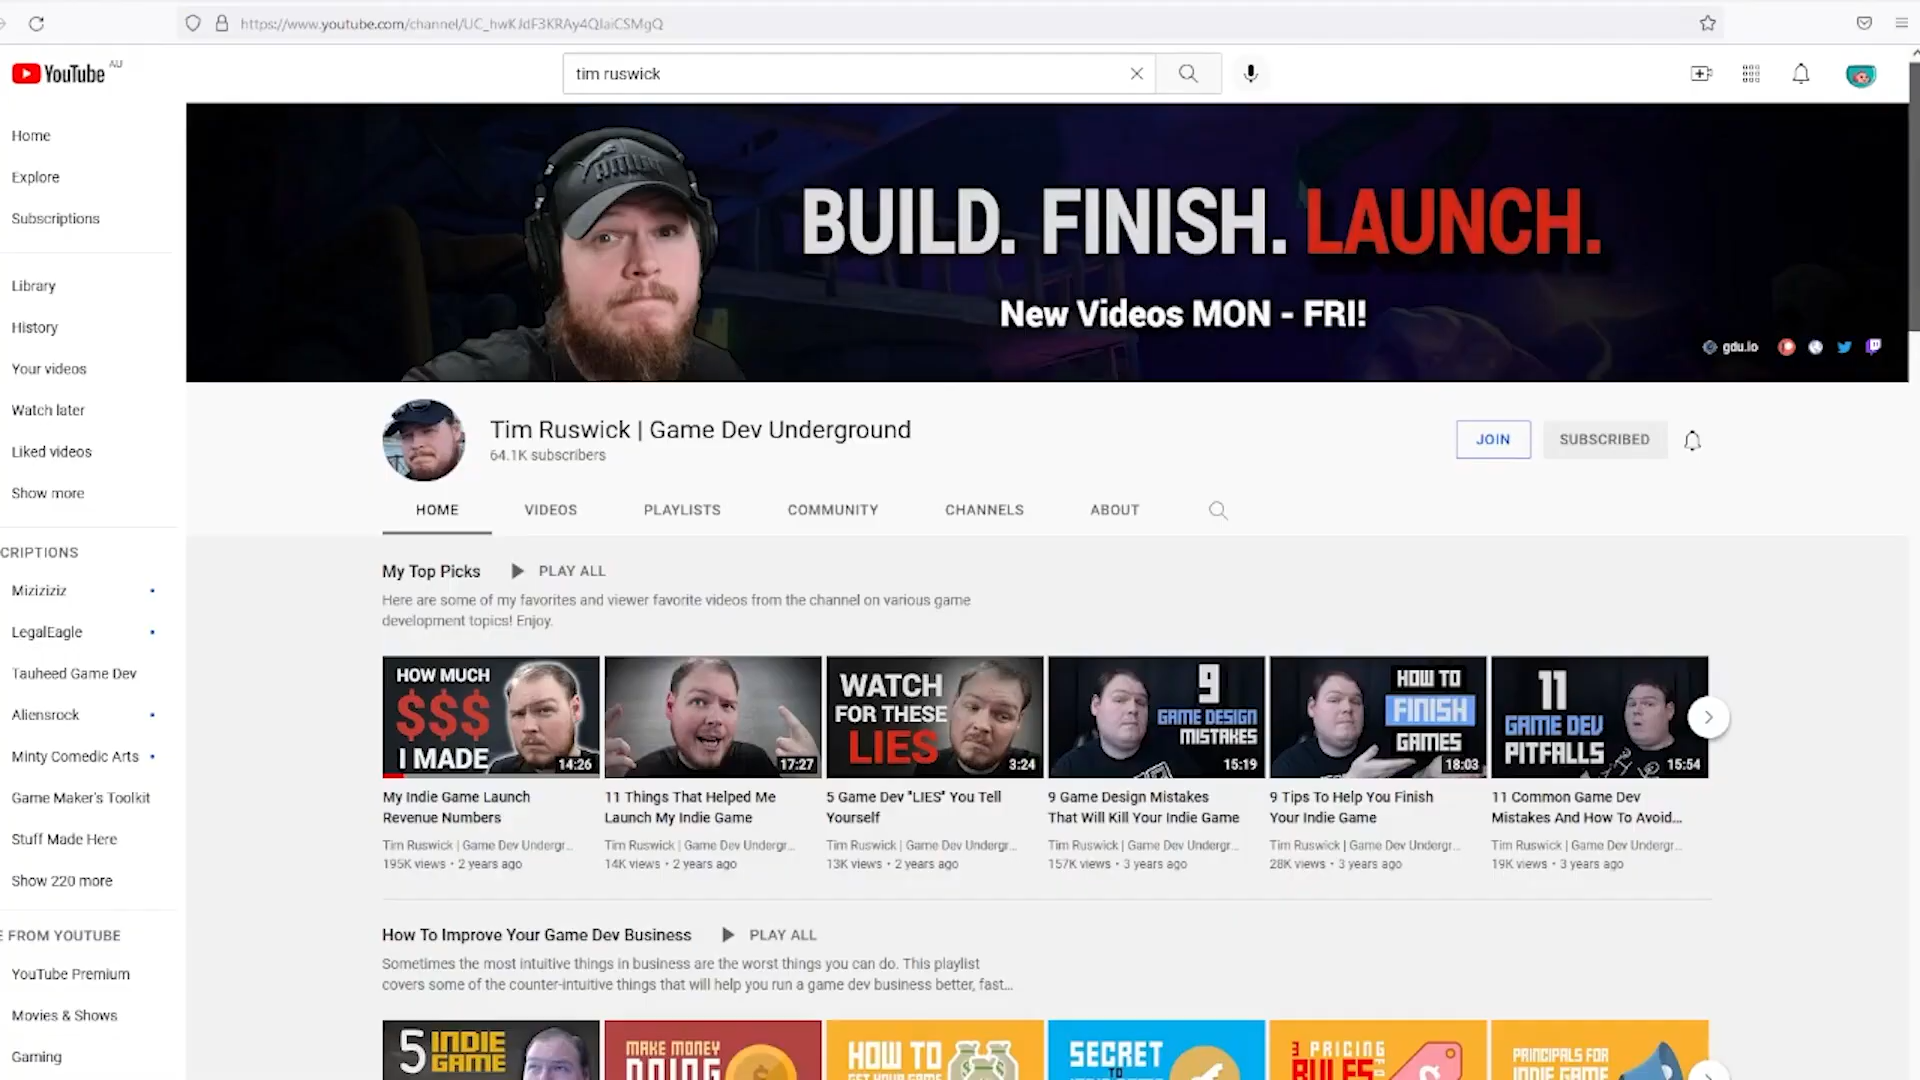 https://www.youtube.com/channel/UC_hwKJdF3KRAy4QIaiCSMgQ
YouTube AU
tim ruswick
Home
Explore
Subscriptions
Library
History
Your videos
Watch later
Liked videos
Show more
CRIPTIONS
Miziziziz
LegalEagle
Tauheed Game Dev
Aliensrock
Minty Comedic Arts
Game Maker's Toolkit
Stuff Made Here
Show 220 more
E FROM YOUTUBE
YouTube Premium
Movies & Shows
Gaming
BUILD. FINISH. LAUNCH.
New Videos MON - FRI!
gdu.io
Tim Ruswick | Game Dev Underground
64.1K subscribers
JOIN
SUBSCRIBED
HOME VIDEOS PLAYLISTS COMMUNITY CHANNELS ABOUT
My Top Picks PLAY ALL
Here are some of my favorites and viewer favorite videos from the channel on various game
development topics! Enjoy.
HOW MUCH
$$$
I MADE
14:26
My Indie Game Launch
Revenue Numbers
Tim Ruswick | Game Dev Undergr...
195K views • 2 years ago
17:27
11 Things That Helped Me
Launch My Indie Game
Tim Ruswick | Game Dev Undergr...
14K views • 2 years ago
WATCH
FOR THESE
LIES
3:24
5 Game Dev "LIES" You Tell
Yourself
Tim Ruswick | Game Dev Undergr...
13K views • 2 years ago
9
GAME DESIGN
MISTAKES
15:19
9 Game Design Mistakes
That Will Kill Your Indie Game
Tim Ruswick | Game Dev Undergr...
157K views • 3 years ago
HOW TO
FINISH
GAMES
18:03
9 Tips To Help You Finish
Your Indie Game
Tim Ruswick | Game Dev Undergr...
28K views • 3 years ago
11
GAME DEV
PITFALLS
15:54
11 Common Game Dev
Mistakes And How To Avoid...
Tim Ruswick | Game Dev Undergr...
19K views • 3 years ago
How To Improve Your Game Dev Business PLAY ALL
Sometimes the most intuitive things in business are the worst things you can do. This playlist
covers some of the counter-intuitive things that will help you run a game dev business better, fast...
5 INDIE
GAME
MAKE MONEY
DOING
HOW TO
GET YOUR GAME
SECRET
TO
3 PRICING
RULES
PRINCIPALS FOR
INDIE GAME